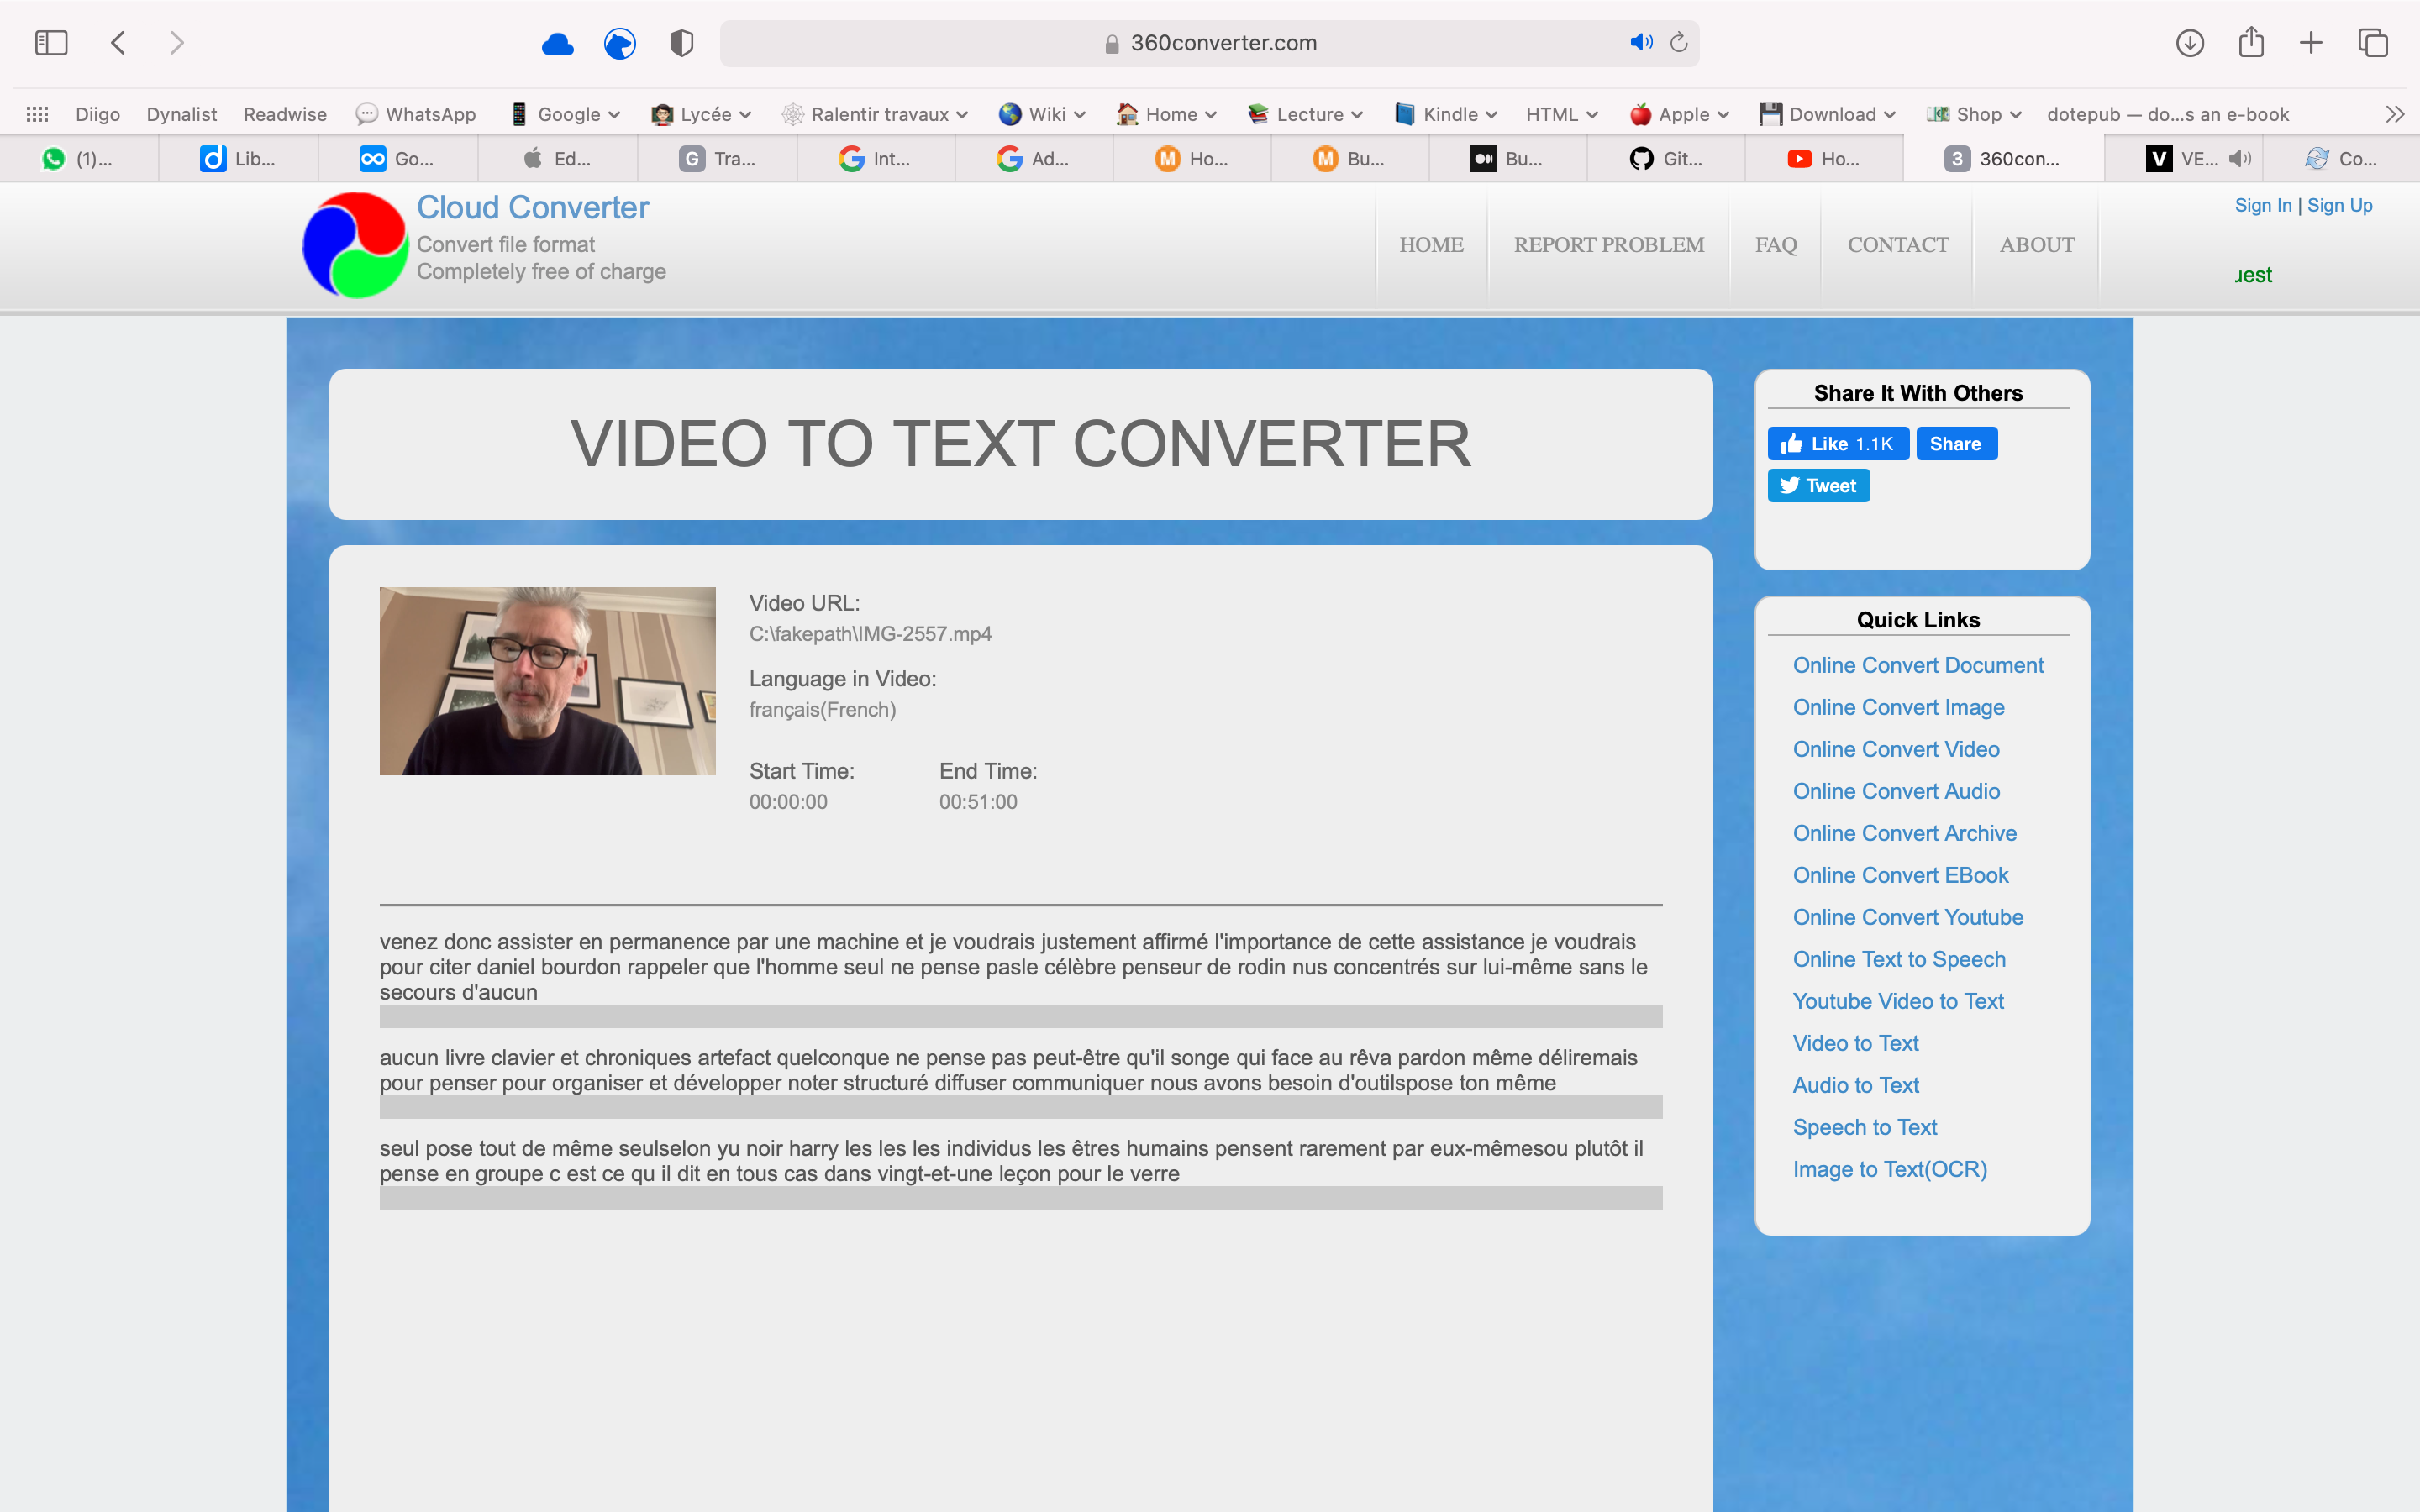 360converter.com
Diigo
Dynalist
Readwise
WhatsApp
Google
Lycée
Ralentir travaux
Wiki
Home
Lecture
Kindle
HTML
Apple
Download
Shop
dotepub — do...s an e-book
(1)...
Lib...
Go...
Ed...
Tra...
Int...
Ad...
Ho...
Bu...
Bu...
Git...
Ho...
360con...
VE...
Co...
Cloud Converter
Convert file format
Completely free of charge
HOME
REPORT PROBLEM
FAQ
CONTACT
ABOUT
Sign In | Sign Up
uest
VIDEO TO TEXT CONVERTER
Video URL:
C:\fakepath\IMG-2557.mp4
Language in Video:
français(French)
Start Time:
End Time:
00:00:00
00:51:00
venez donc assister en permanence par une machine et je voudrais justement affirmé l'importance de cette assistance je voudrais
pour citer daniel bourdon rappeler que l'homme seul ne pense pasle célèbre penseur de rodin nus concentrés sur lui-même sans le
secours d'aucun
aucun livre clavier et chroniques artefact quelconque ne pense pas peut-être qu'il songe qui face au rêva pardon même déliremais
pour penser pour organiser et développer noter structuré diffuser communiquer nous avons besoin d'outilspose ton même
seul pose tout de même seulselon yu noir harry les les les individus les êtres humains pensent rarement par eux-mêmesou plutôt il
pense en groupe c est ce qu il dit en tous cas dans vingt-et-une leçon pour le verre
Share It With Others
Like 1.1K
Share
Tweet
Quick Links
Online Convert Document
Online Convert Image
Online Convert Video
Online Convert Audio
Online Convert Archive
Online Convert EBook
Online Convert Youtube
Online Text to Speech
Youtube Video to Text
Video to Text
Audio to Text
Speech to Text
Image to Text(OCR)